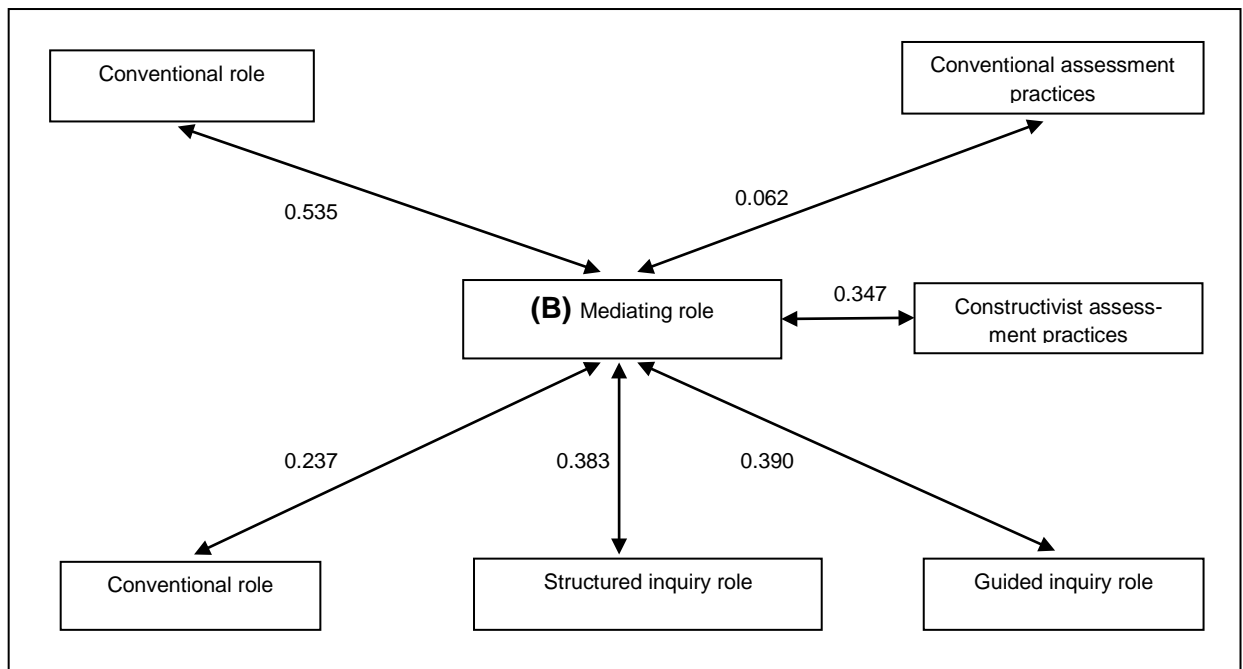 Conventional role
Conventional assessment
practices
0.535
0.062
(B) Mediating role
0.347
Constructivist assess-
ment practices
0.237
0.383
0.390
Conventional role
Structured inquiry role
Guided inquiry role